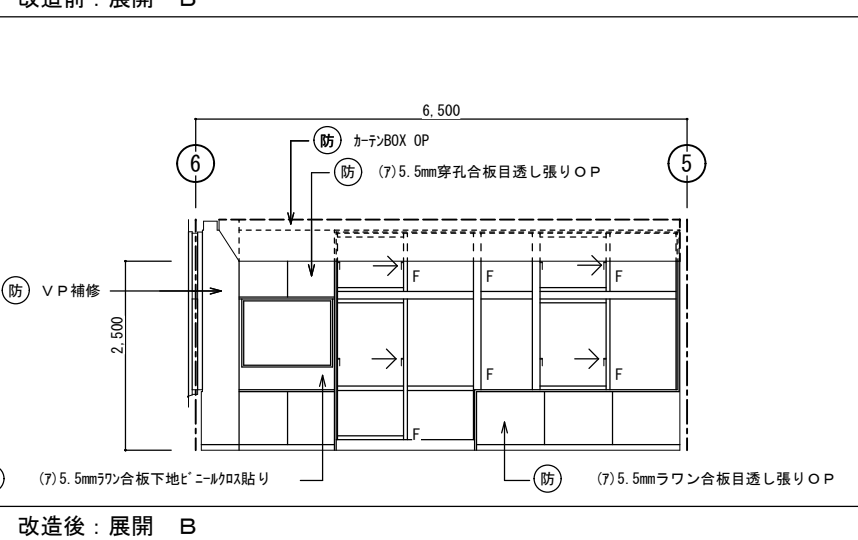 改造前：展開　B
6,500
防 ｶｰﾃﾝBOX OP
6
防 (ｱ)5.5mm穿孔合板目透し張りＯＰ
5
防 ＶＰ補修
F F F
2,500
F F
F
(ｱ)5.5mmﾗﾜﾝ合板下地ﾋﾞﾆｰﾙｸﾛｽ貼り
防 (ｱ)5.5mmラワン合板目透し張りＯＰ
改造後：展開　B